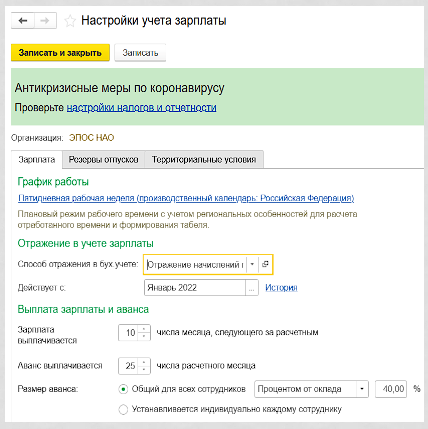 Настройки учета зарплаты
Записать и закрыть
Записать
Антикризисные меры по коронавирусу
Проверьте настройки налогов и отчетности
Организация: ЭПОС НАО
Зарплата
Резервы отпусков
Территориальные условия
График работы
Пятидневная рабочая неделя (производственный календарь: Российская Федерация)
Плановый режим рабочего времени с учетом региональных особенностей для расчета
отработанного времени и формирования табеля.
Отражение в учете зарплаты
Способ отражения в бух учете: Отражение начислений
Действует с: Январь 2022 ... История
Выплата зарплаты и аванса
Зарплата
выплачивается 10 числа месяца, следующего за расчетным
Аванс выплачивается 25 числа расчетного месяца
Размер аванса: Общий для всех сотрудников Процентом от оклада 40,00 %
Устанавливается индивидуально каждому сотруднику